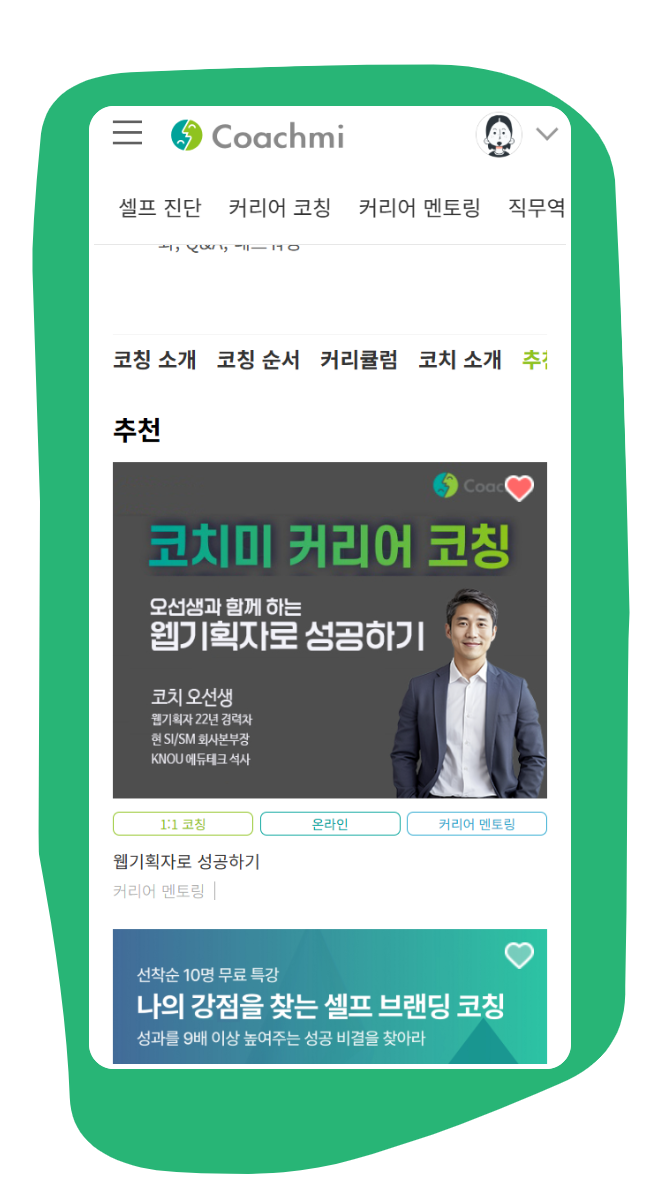 Coachmi
셀프 진단 커리어 코칭 커리어 멘토링 직무역
코칭 소개 코칭 순서 커리큘럼 코치 소개 추천
추천
코치미 커리어 코칭
오선생과 함께 하는
웹기획자로 성공하기
코치 오선생
웹기획자 22년 경력차
현 SI/SM 회사본부장
KNOU 에듀테크 석사
1:1 코칭 온라인 커리어 멘토링
웹기획자로 성공하기
커리어 멘토링
선착순 10명 무료 특강
나의 강점을 찾는 셀프 브랜딩 코칭
성과를 9배 이상 높여주는 성공 비결을 찾아라